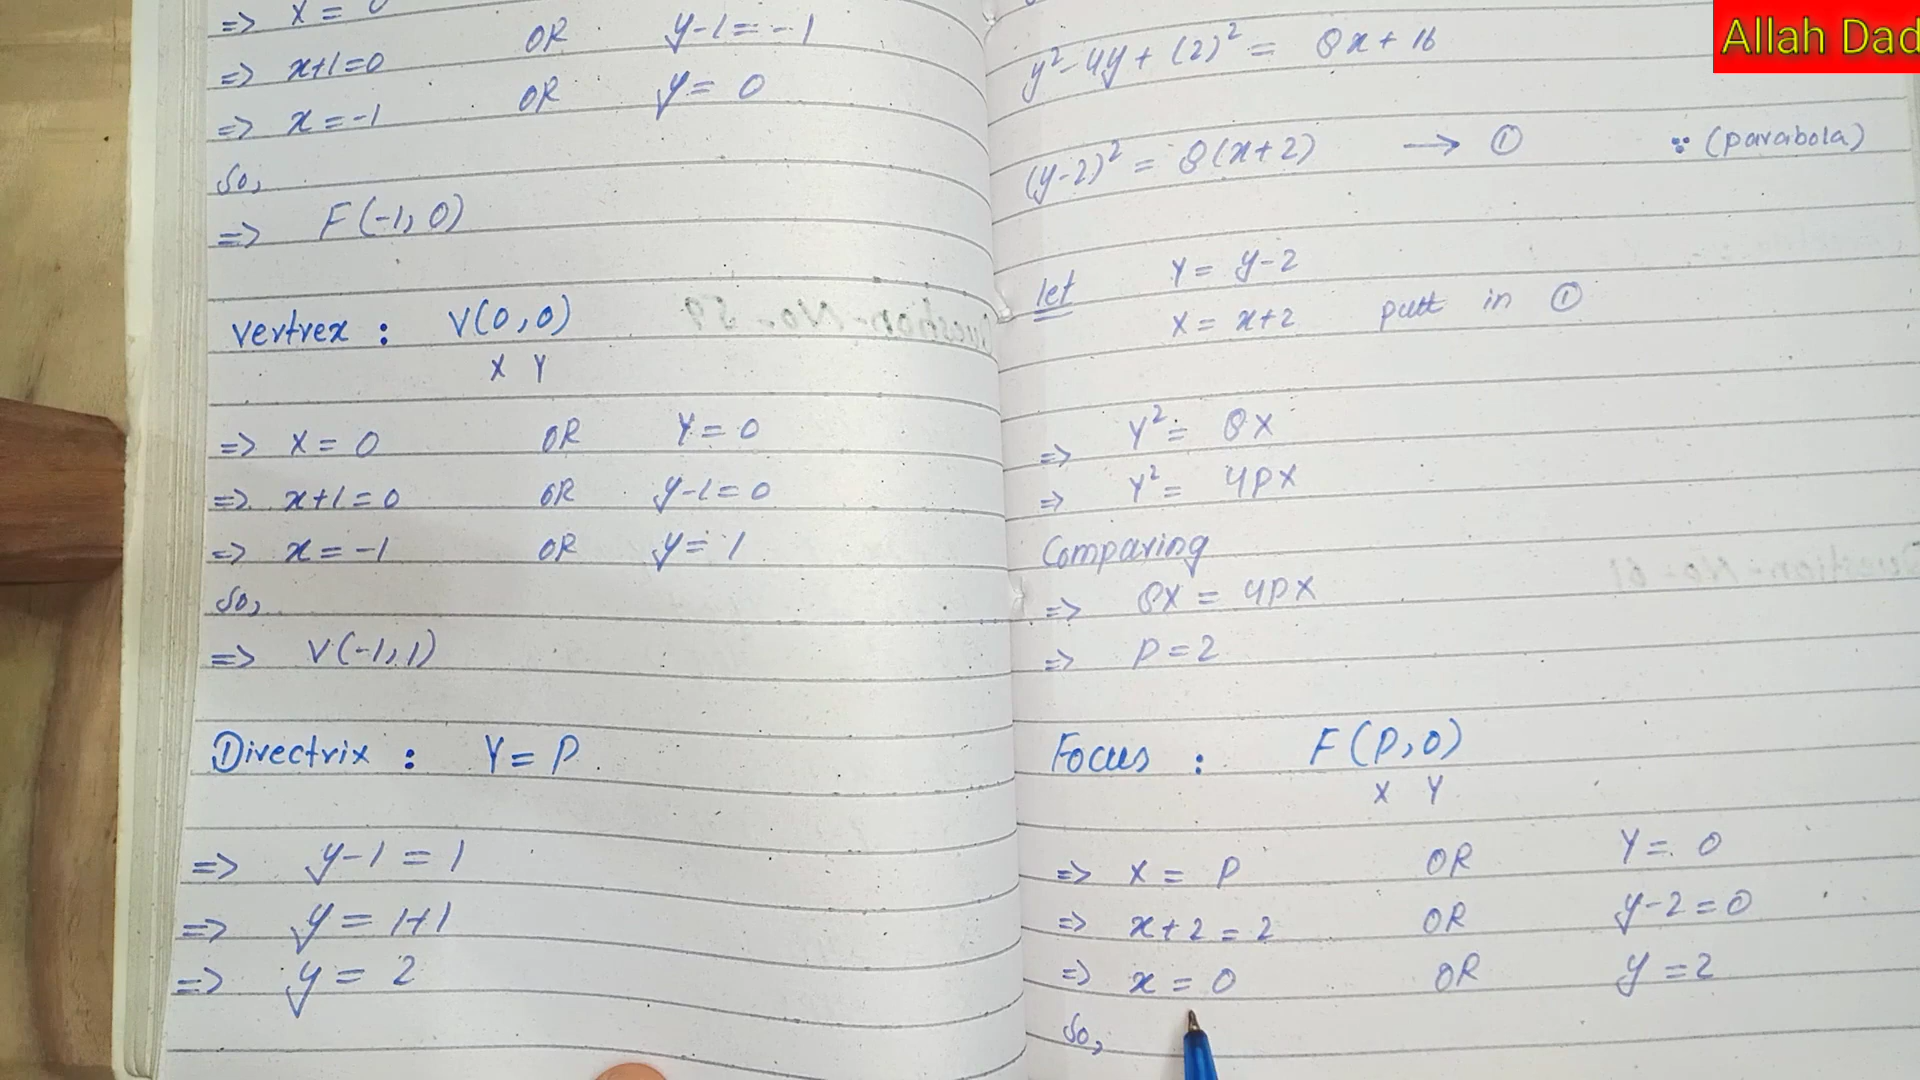 => X = 0
=> x+1=0 OR y-1=-1
=> x=-1 OR y=0
So,
=> F(-1,0)
Vertrex : V(0,0)
X Y
=> X=0 OR Y=0
=> x+1=0 OR y-1=0
=> x=-1 OR y=1
So,
=> V(-1,1)
Directrix : Y=P
=> y-1=1
=> y=1+1
=> y=2
Allah Dad
y²-4y+(2)² = 8x+16
(y-2)² = 8(x+2) → ① ∵ (parabola)
let Y=y-2
X=x+2 putt in ①
=> Y²=8X
=> Y²=4PX
Comparing
=> 8X=4PX
=> P=2
Focus : F(P,0)
X Y
=> X=P OR Y=0
=> x+2=2 OR y-2=0
=> x=0 OR y=2
So,